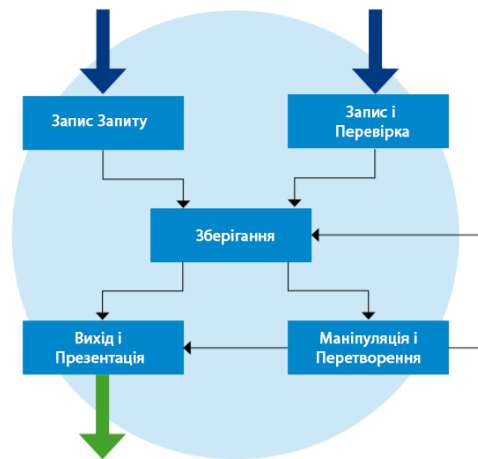 Запис Запиту
Запис і
Перевірка
Зберігання
Вихід і
Презентація
Маніпуляція і
Перетворення